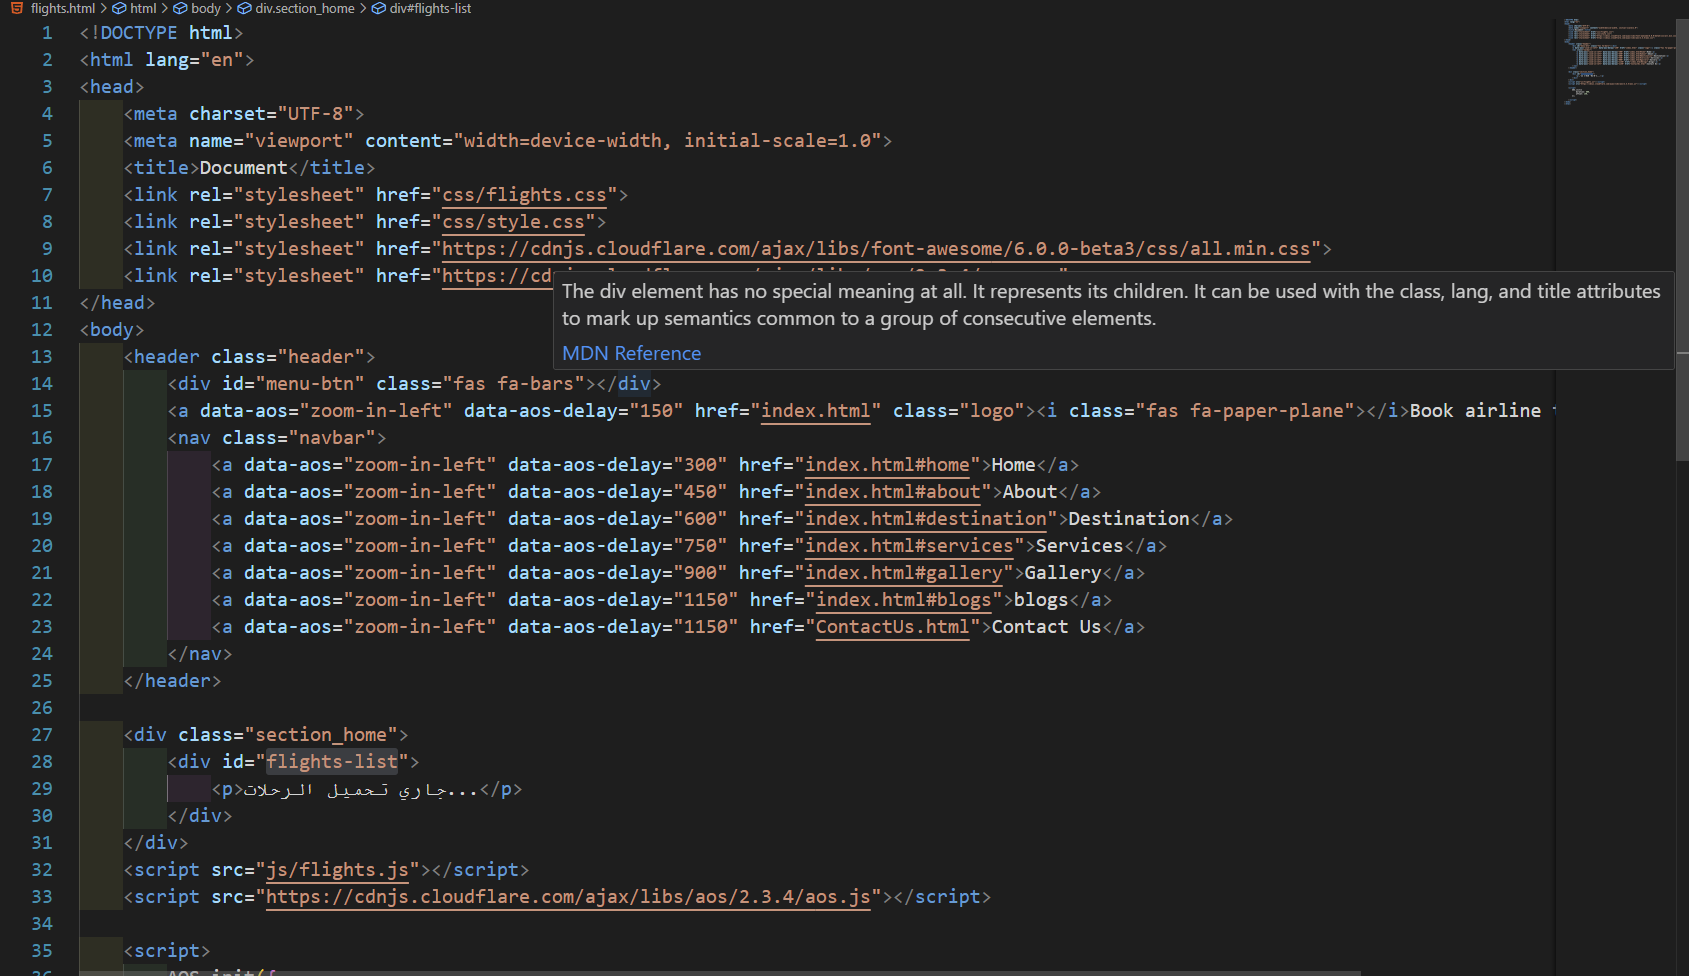 flights.html > html > body > div.section_home > div#flights-list
1 <!DOCTYPE html>
2 <html lang="en">
3 <head>
4 <meta charset="UTF-8">
5 <meta name="viewport" content="width=device-width, initial-scale=1.0">
6 <title>Document</title>
7 <link rel="stylesheet" href="css/flights.css">
8 <link rel="stylesheet" href="css/style.css">
9 <link rel="stylesheet" href="https://cdnjs.cloudflare.com/ajax/libs/font-awesome/6.0.0-beta3/css/all.min.css">
10 <link rel="stylesheet" href="https://cd
The div element has no special meaning at all. It represents its children. It can be used with the class, lang, and title attributes
to mark up semantics common to a group of consecutive elements.
MDN Reference
11 </head>
12 <body>
13 <header class="header">
14 <div id="menu-btn" class="fas fa-bars"></div>
15 <a data-aos="zoom-in-left" data-aos-delay="150" href="index.html" class="logo"><i class="fas fa-paper-plane"></i>Book airline
16 <nav class="navbar">
17 <a data-aos="zoom-in-left" data-aos-delay="300" href="index.html#home">Home</a>
18 <a data-aos="zoom-in-left" data-aos-delay="450" href="index.html#about">About</a>
19 <a data-aos="zoom-in-left" data-aos-delay="600" href="index.html#destination">Destination</a>
20 <a data-aos="zoom-in-left" data-aos-delay="750" href="index.html#services">Services</a>
21 <a data-aos="zoom-in-left" data-aos-delay="900" href="index.html#gallery">Gallery</a>
22 <a data-aos="zoom-in-left" data-aos-delay="1150" href="index.html#blogs">blogs</a>
23 <a data-aos="zoom-in-left" data-aos-delay="1150" href="ContactUs.html">Contact Us</a>
24 </nav>
25 </header>
26
27 <div class="section_home">
28 <div id="flights-list">
29 <p>جاري تحميل الرحلات...</p>
30 </div>
31 </div>
32 <script src="js/flights.js"></script>
33 <script src="https://cdnjs.cloudflare.com/ajax/libs/aos/2.3.4/aos.js"></script>
34
35 <script>
36 AOS.init({